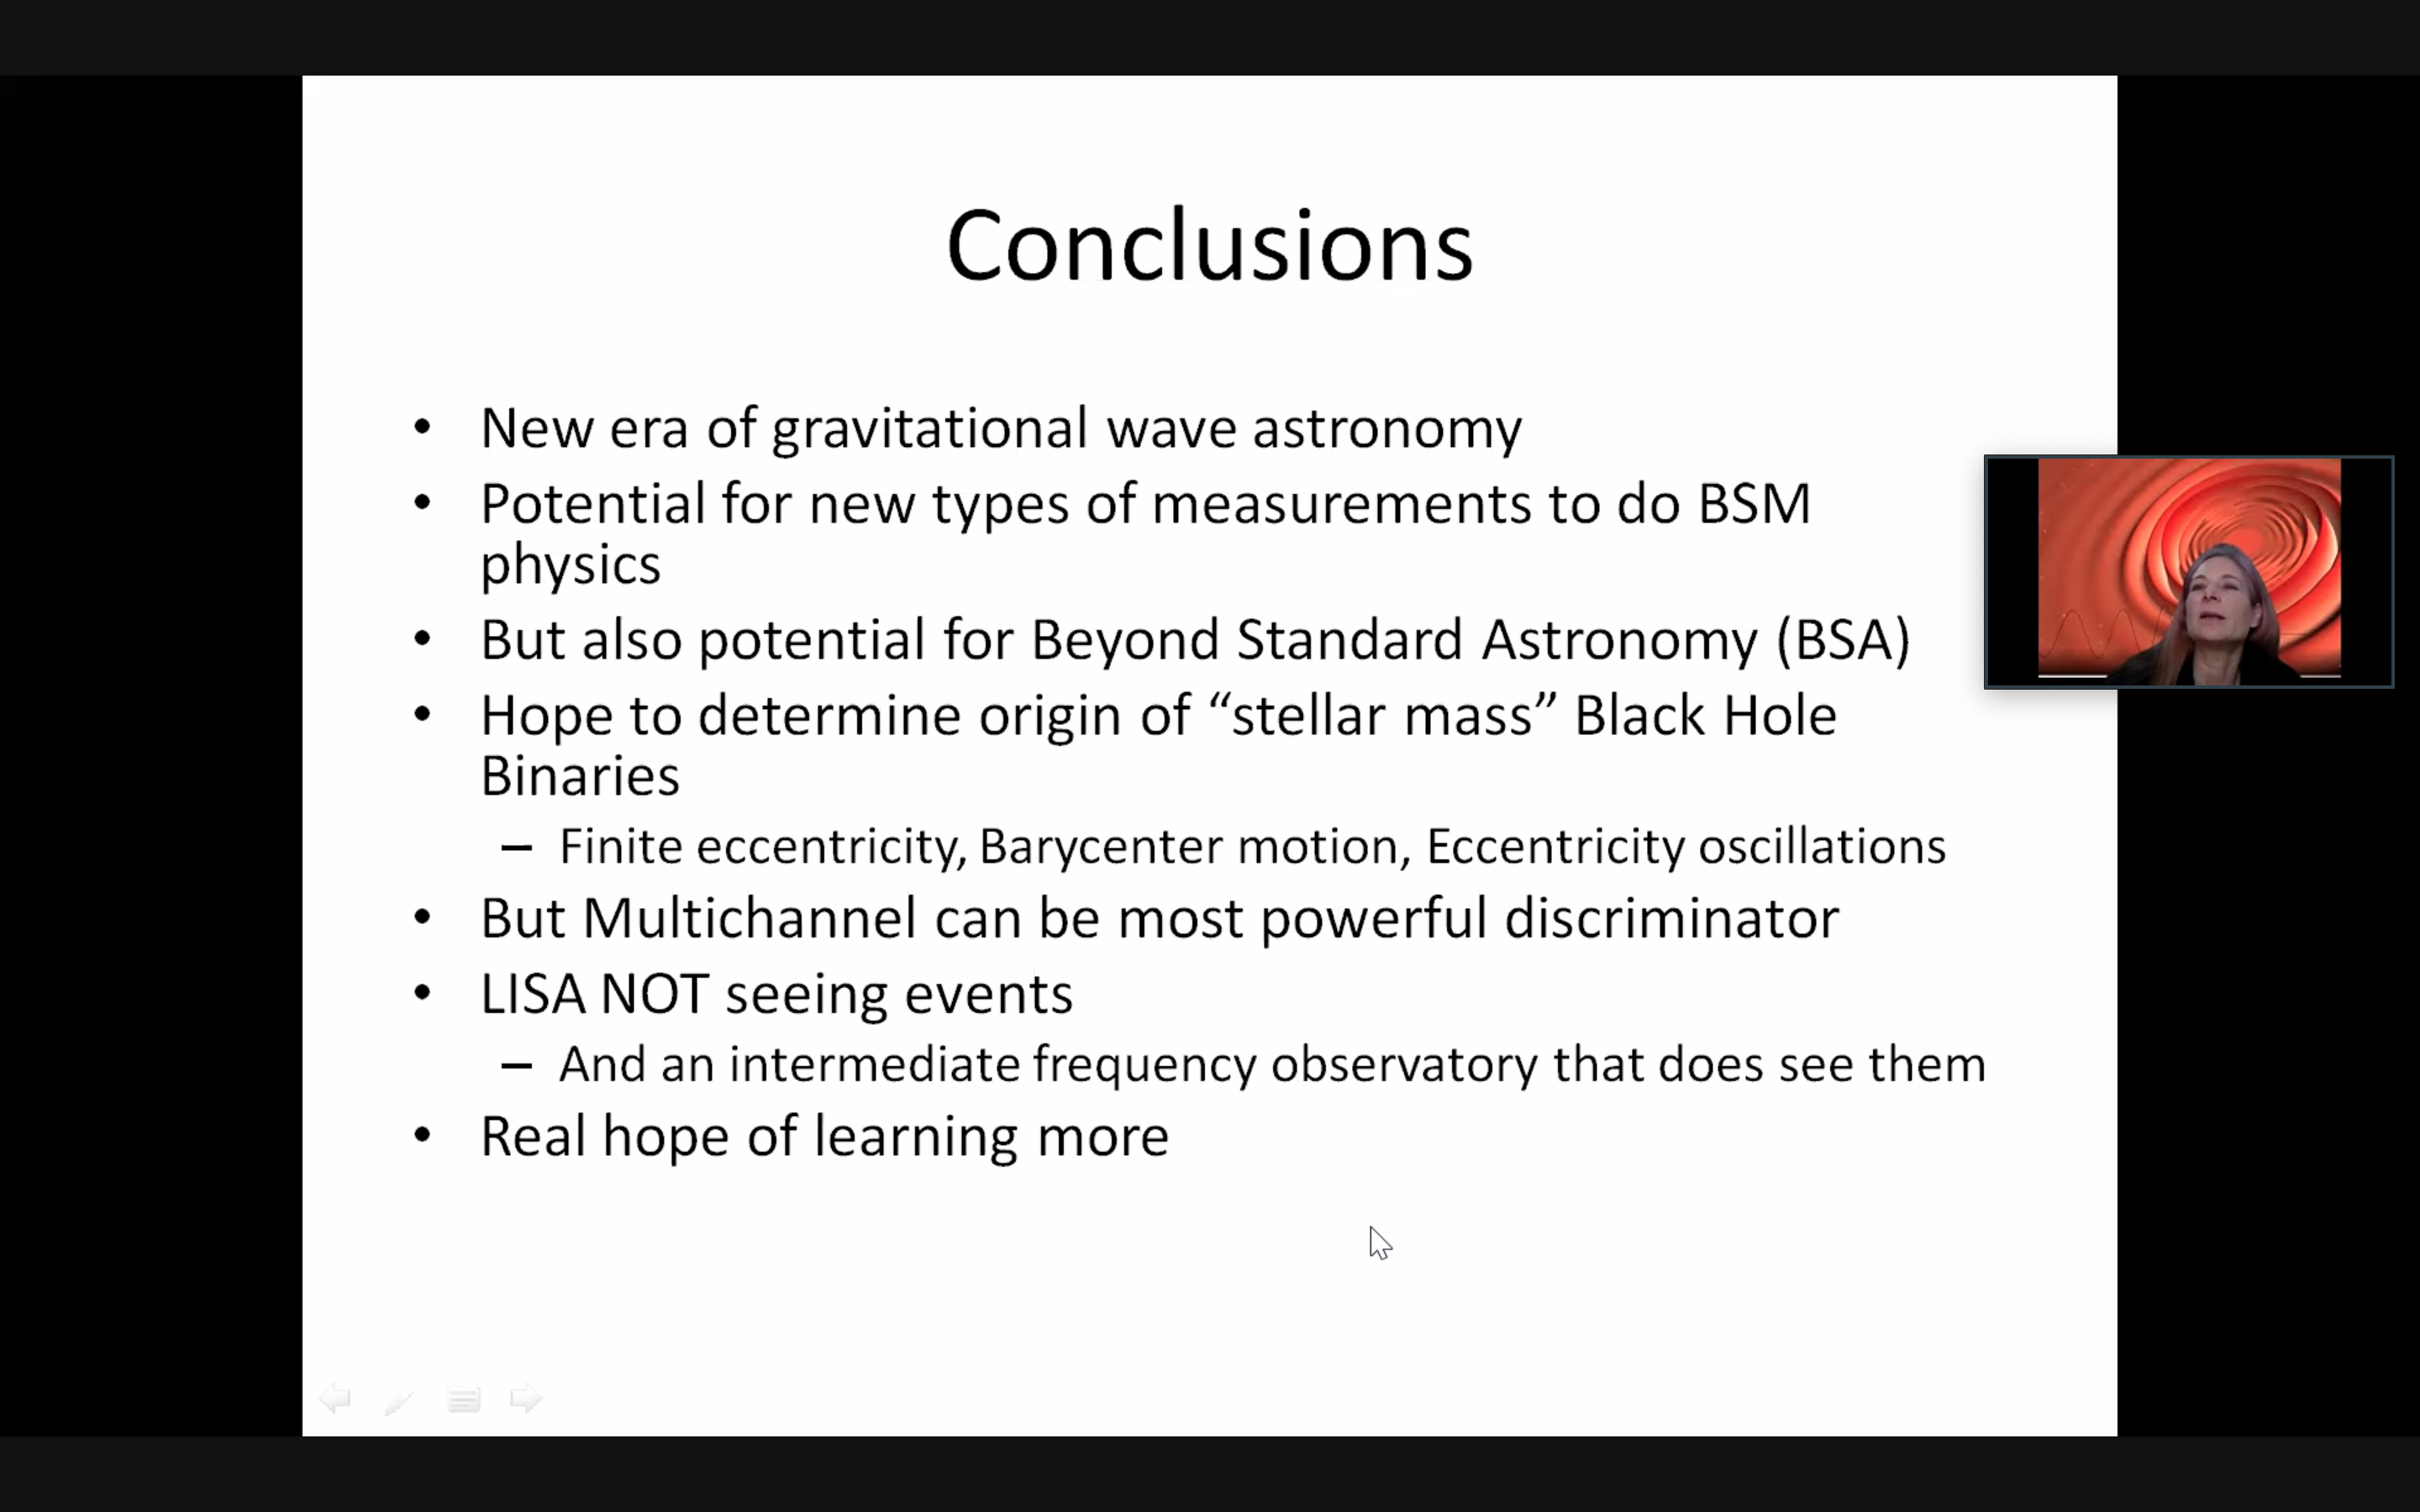 Conclusions
• New era of gravitational wave astronomy
• Potential for new types of measurements to do BSM
physics
• But also potential for Beyond Standard Astronomy (BSA)
• Hope to determine origin of “stellar mass” Black Hole
Binaries
– Finite eccentricity, Barycenter motion, Eccentricity oscillations
• But Multichannel can be most powerful discriminator
• LISA NOT seeing events
– And an intermediate frequency observatory that does see them
• Real hope of learning more